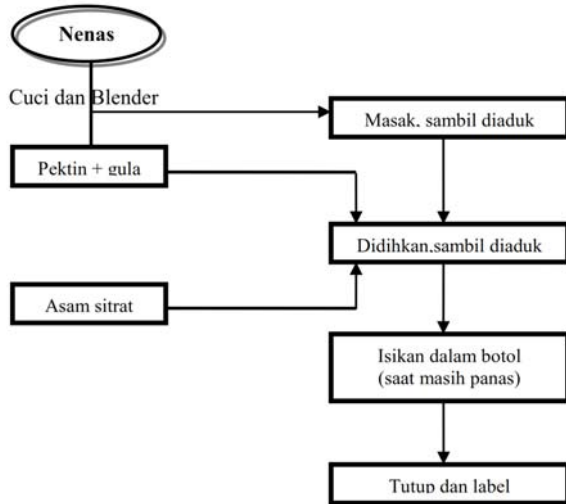 Nenas
Cuci dan Blender
Masak, sambil diaduk
Pektin + gula
Didihkan,sambil diaduk
Asam sitrat
Isikan dalam botol
(saat masih panas)
Tutup dan label